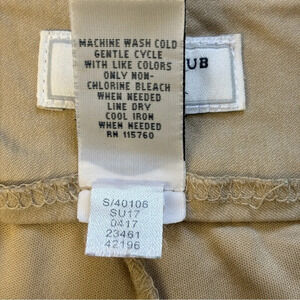 MACHINE WASH COLD
GENTLE CYCLE
WITH LIKE COLORS
ONLY NON-
CHLORINE BLEACH
WHEN NEEDED
LINE DRY
COOL IRON
WHEN NEEDED
RN 115760
UB
S/40106
SU17
0417
23461
42196